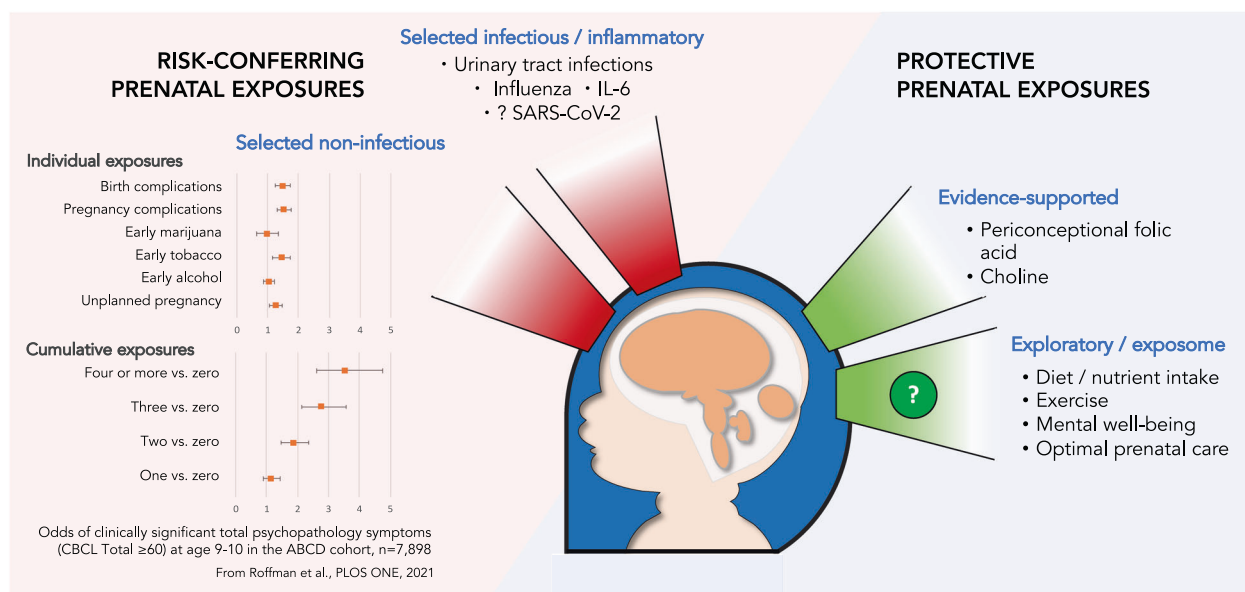 RISK-CONFERRING
PRENATAL EXPOSURES
Selected infectious / inflammatory
• Urinary tract infections
• Influenza • IL-6
• ? SARS-CoV-2
Selected non-infectious
Individual exposures
Birth complications
Pregnancy complications
Early marijuana
Early tobacco
Early alcohol
Unplanned pregnancy
0 1 2 3 4 5
Cumulative exposures
Four or more vs. zero
Three vs. zero
Two vs. zero
One vs. zero
0 1 2 3 4 5
Odds of clinically significant total psychopathology symptoms
(CBCL Total ≥60) at age 9-10 in the ABCD cohort, n=7,898
From Roffman et al., PLOS ONE, 2021
PROTECTIVE
PRENATAL EXPOSURES
Evidence-supported
• Periconceptional folic
acid
• Choline
?
Exploratory / exposome
• Diet / nutrient intake
• Exercise
• Mental well-being
• Optimal prenatal care